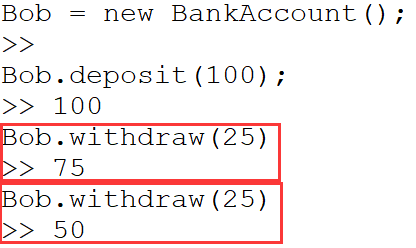 Bob = new BankAccount();
>>
Bob.deposit(100);
>> 100
Bob.withdraw(25)
>> 75
Bob.withdraw(25)
>> 50